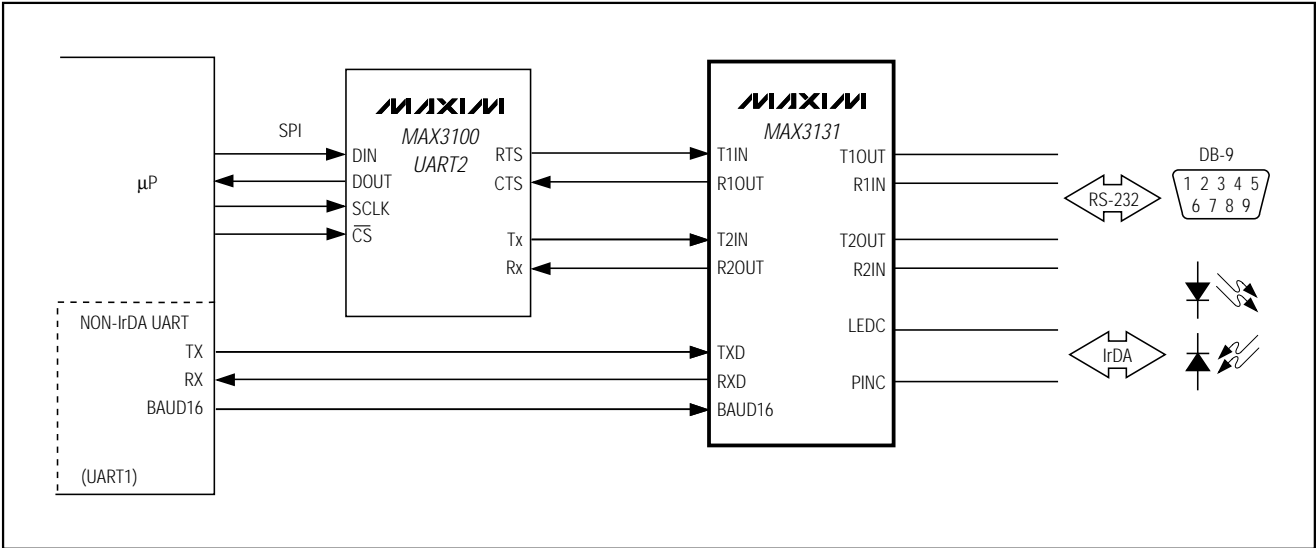 μP
SPI
MAXIM
MAX3100
UART2
DIN
DOUT
SCLK
CS
RTS
CTS
Tx
Rx
MAXIM
MAX3131
T1IN
R1OUT
T2IN
R2OUT
TXD
RXD
BAUD16
T1OUT
R1IN
T2OUT
R2IN
LEDC
PINC
RS-232
DB-9
1 2 3 4 5
6 7 8 9
IrDA
NON-IrDA UART
TX
RX
BAUD16
(UART1)